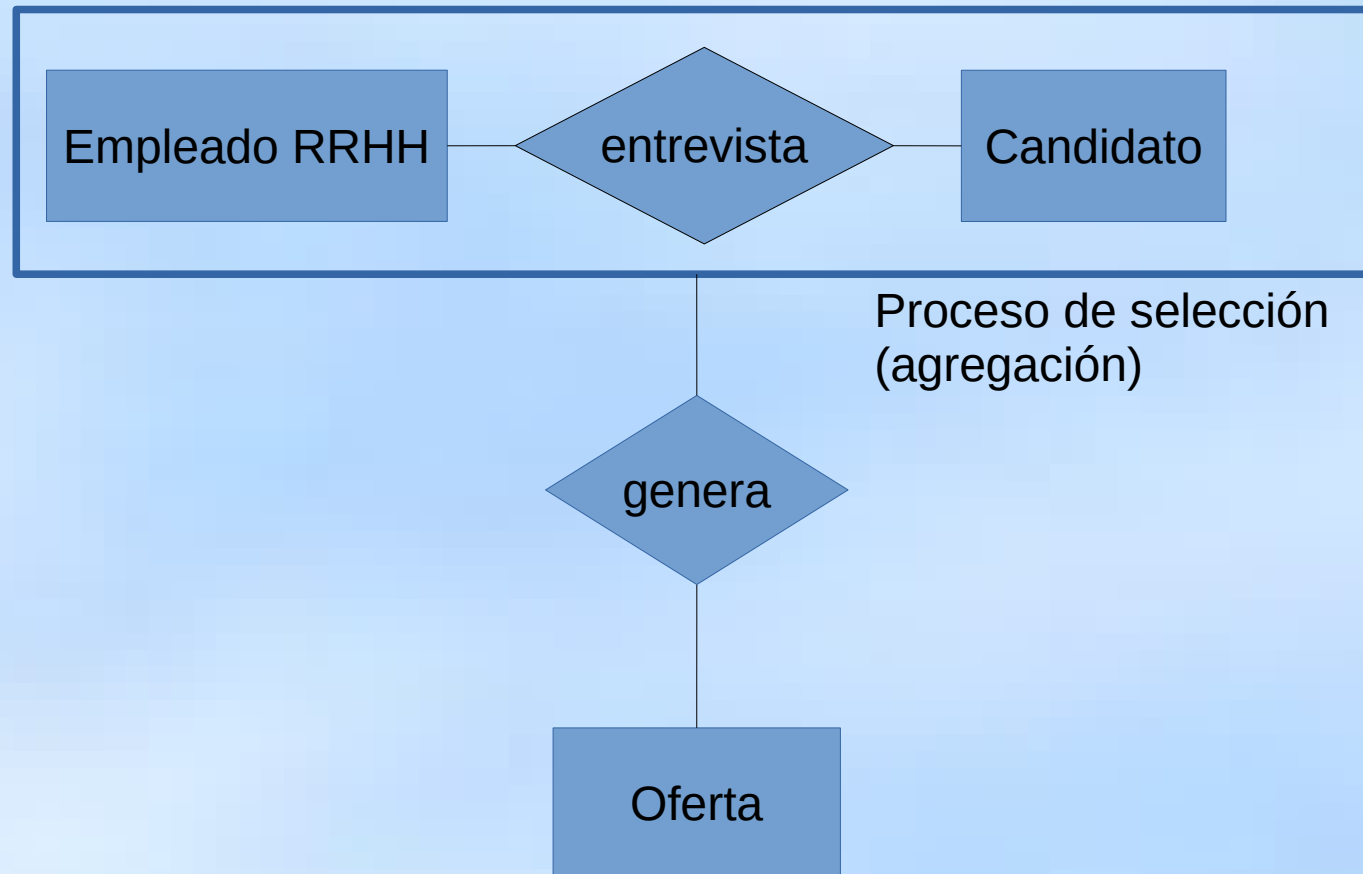 Empleado RRHH
entrevista
Candidato
Proceso de selección
(agregación)
genera
Oferta